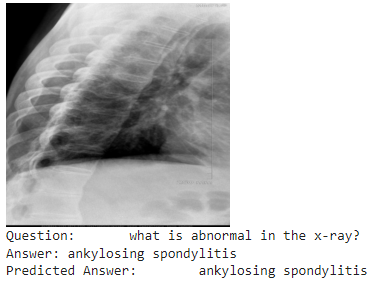 Question: what is abnormal in the x-ray?
Answer: ankylosing spondylitis
Predicted Answer: ankylosing spondylitis